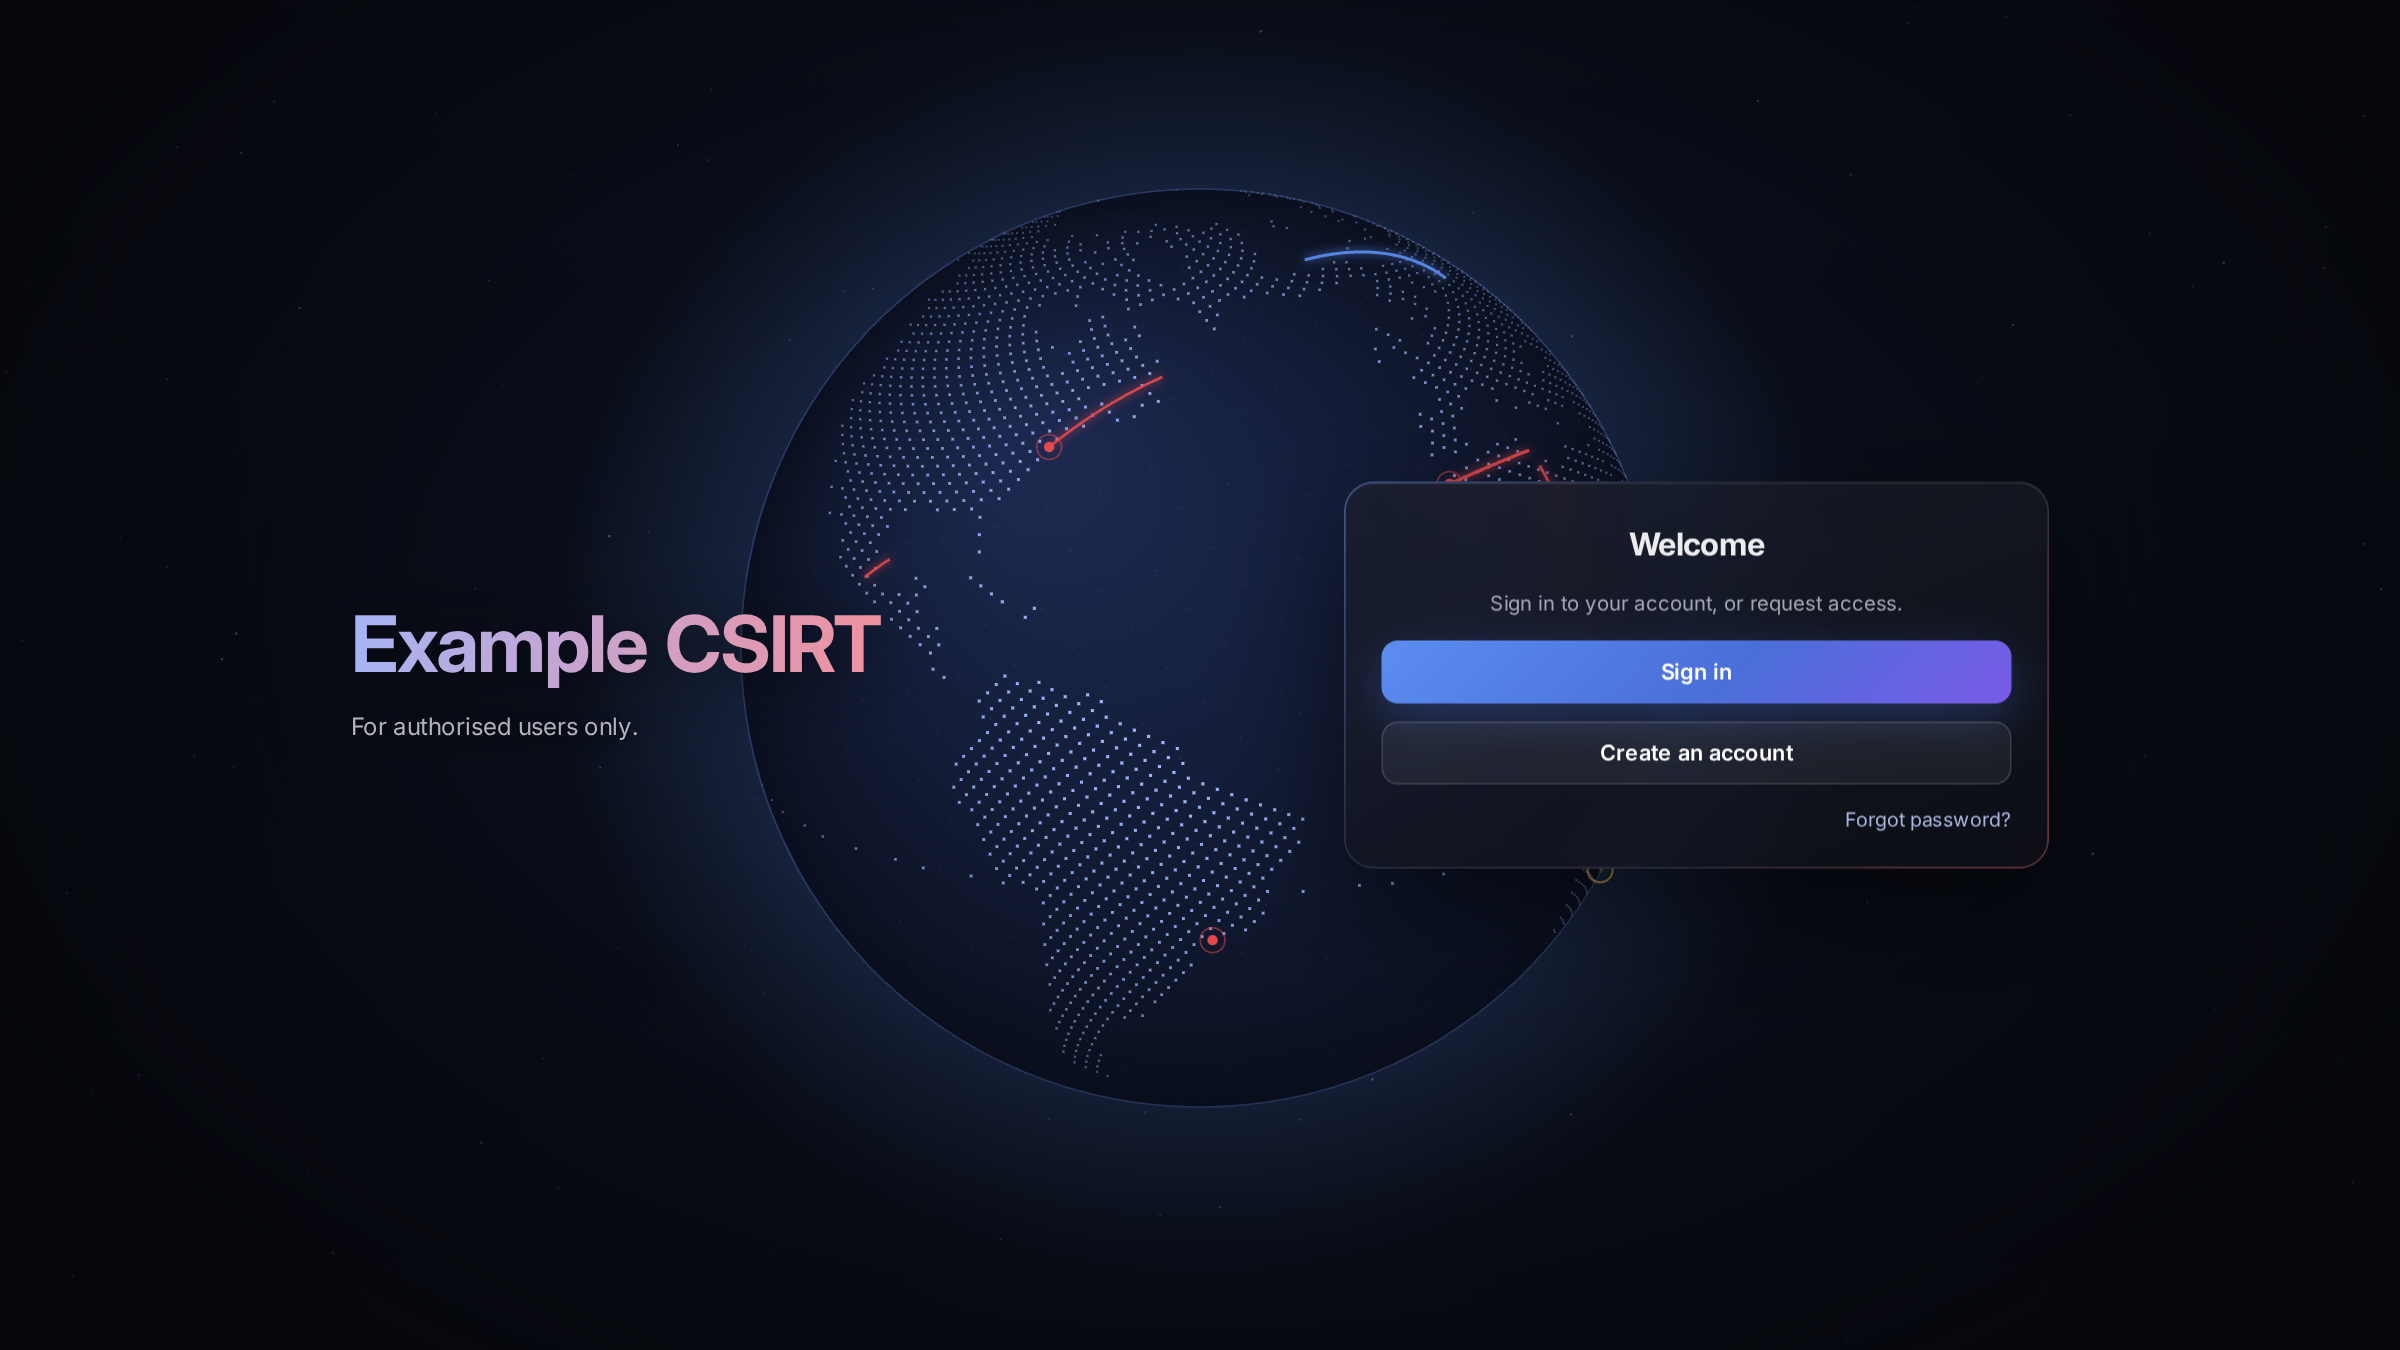 Example CSIRT
For authorised users only.
Welcome
Sign in to your account, or request access.
Sign in
Create an account
Forgot password?